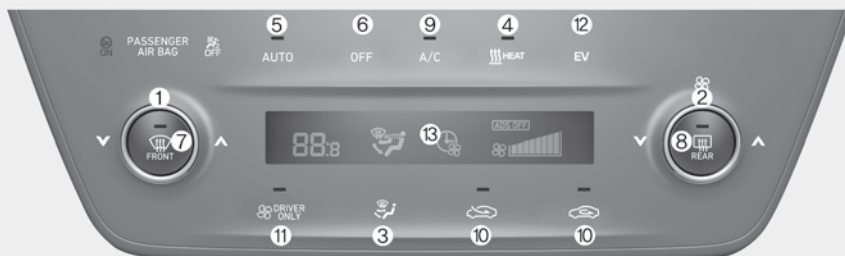 ⑤ ⑥ ⑨ ④ ⑫
ON PASSENGER AIR BAG OFF AUTO OFF A/C HEAT EV
① ②
⑦ FRONT 88:8 ⑬ ADS OFF ⑧ REAR
DRIVER ONLY
⑪ ③ ⑩ ⑩